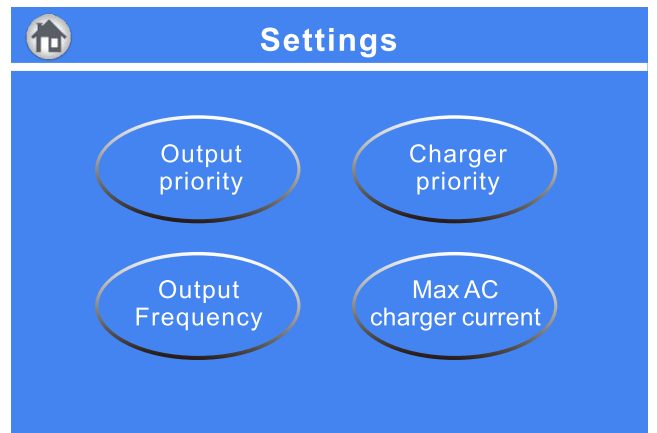 Settings
Output
priority
Charger
priority
Output
Frequency
Max AC
charger current